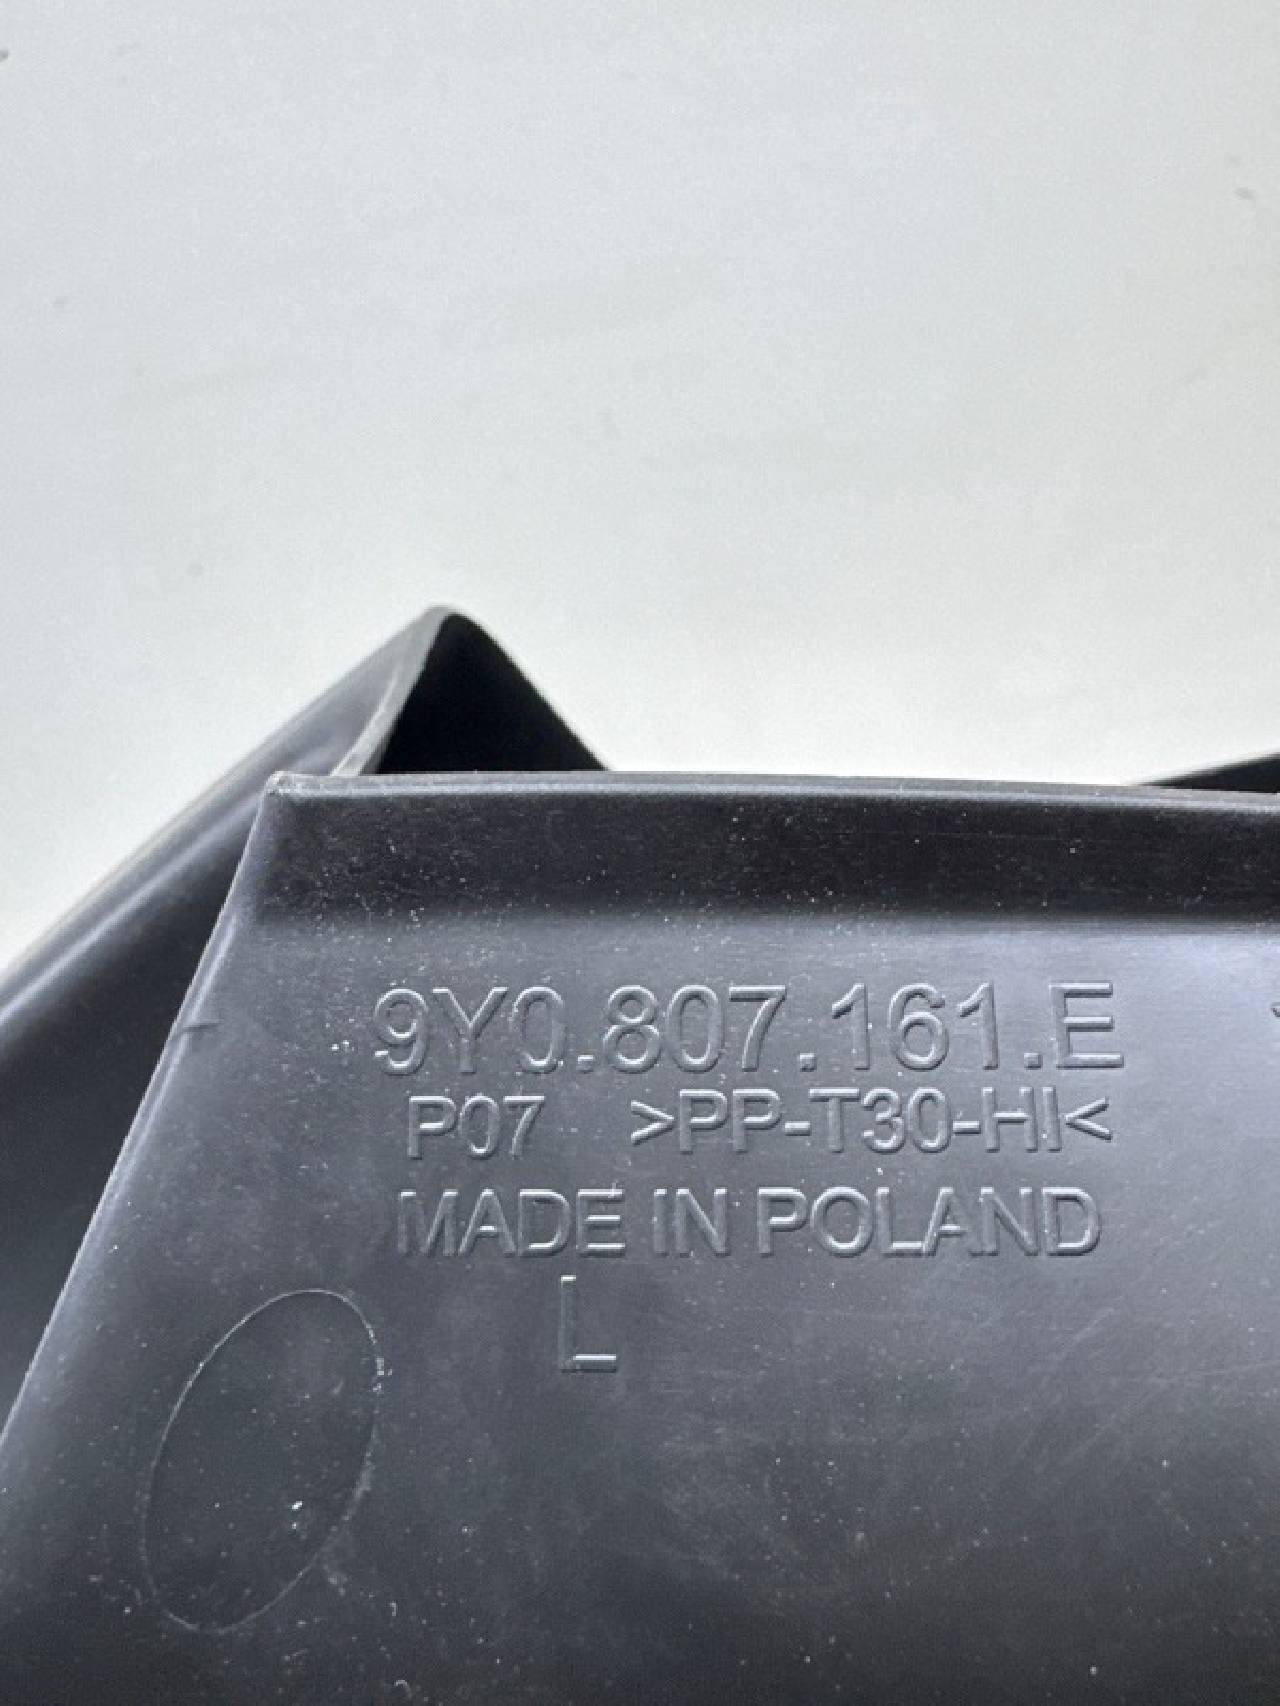 9Y0.807.161.E
P07 >PP-T30-HI<
MADE IN POLAND
L